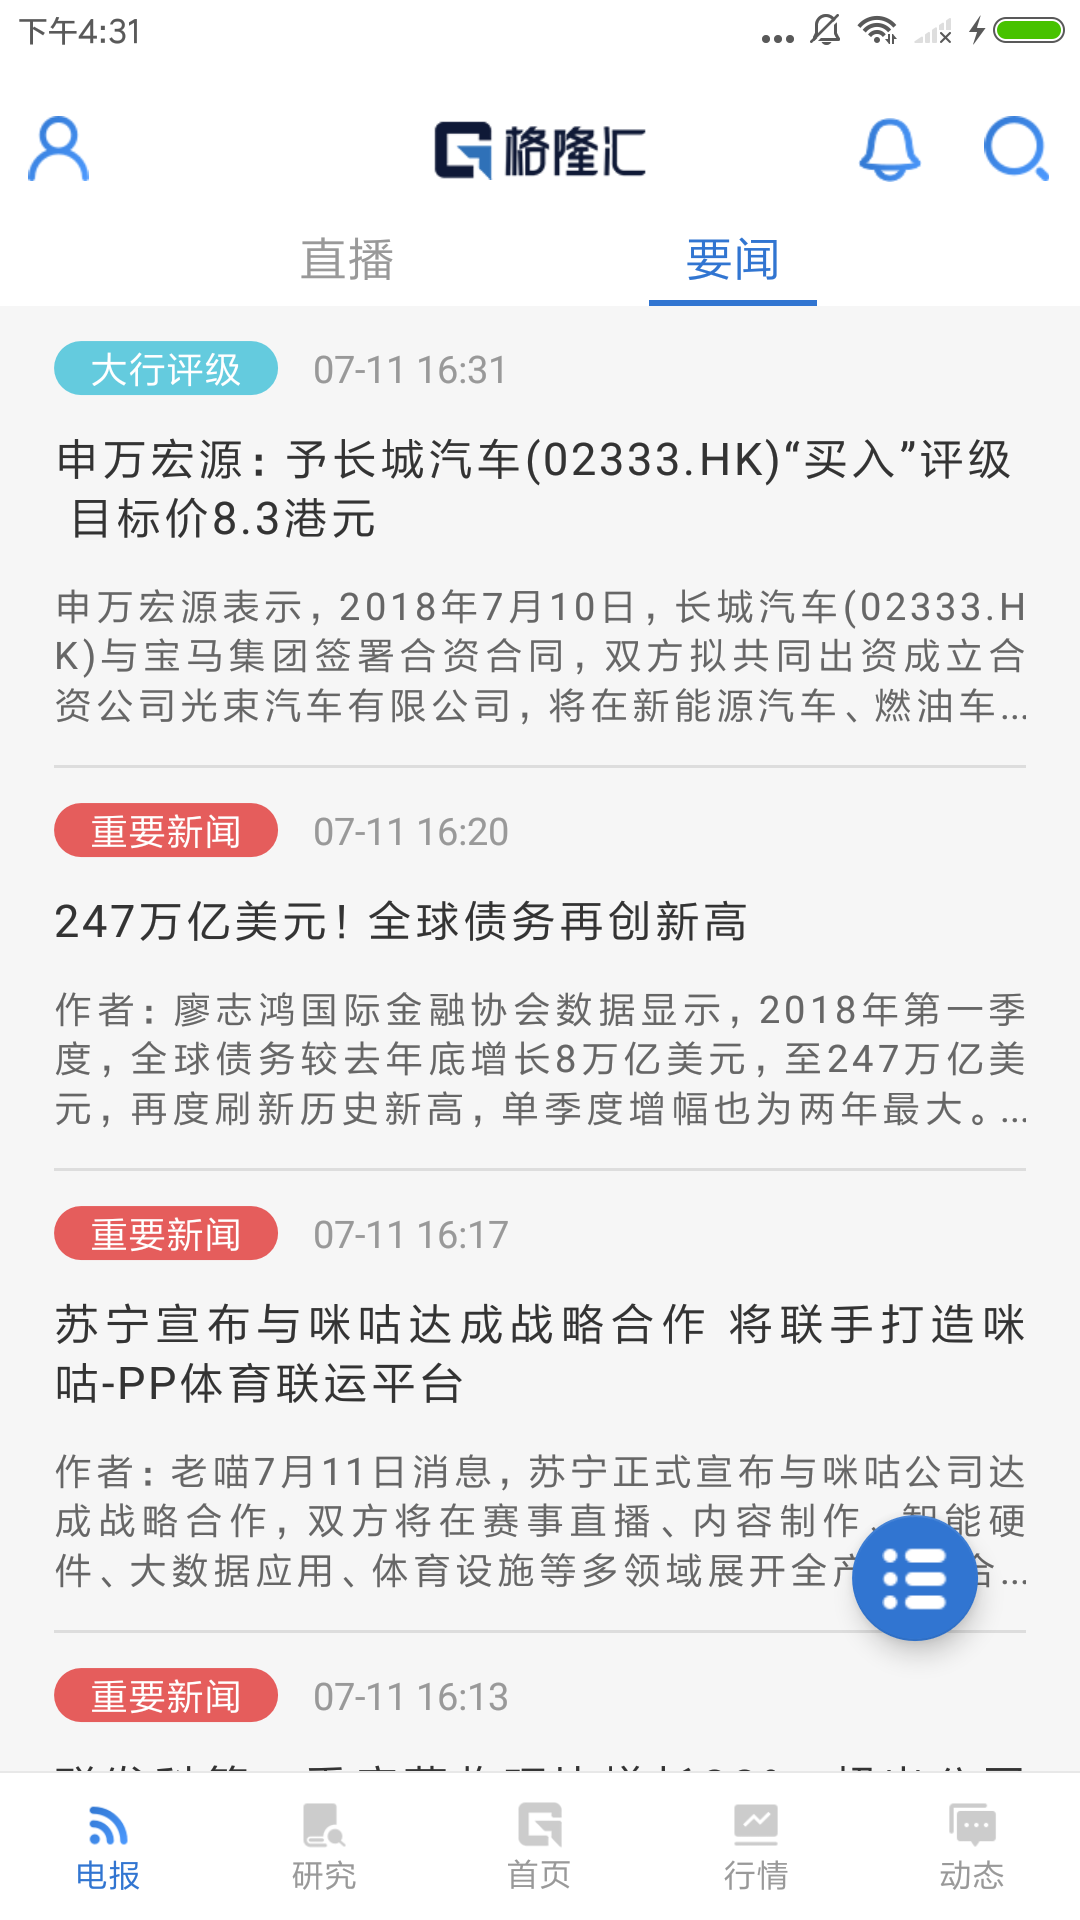 下午4:31
格隆汇
直播 要闻
大行评级 07-11 16:31
申万宏源：予长城汽车(02333.HK)“买入”评级
目标价8.3港元
申万宏源表示，2018年7月10日，长城汽车(02333.H
K)与宝马集团签署合资合同，双方拟共同出资成立合
资公司光束汽车有限公司，将在新能源汽车、燃油车...
重要新闻 07-11 16:20
247万亿美元！全球债务再创新高
作者：廖志鸿国际金融协会数据显示，2018年第一季
度，全球债务较去年底增长8万亿美元，至247万亿美
元，再度刷新历史新高，单季度增幅也为两年最大。...
重要新闻 07-11 16:17
苏宁宣布与咪咕达成战略合作 将联手打造咪
咕-PP体育联运平台
作者：老喵7月11日消息，苏宁正式宣布与咪咕公司达
成战略合作，双方将在赛事直播、内容制作、智能硬
件、大数据应用、体育设施等多领域展开全产 合...
重要新闻 07-11 16:13
电报 研究 首页 行情 动态